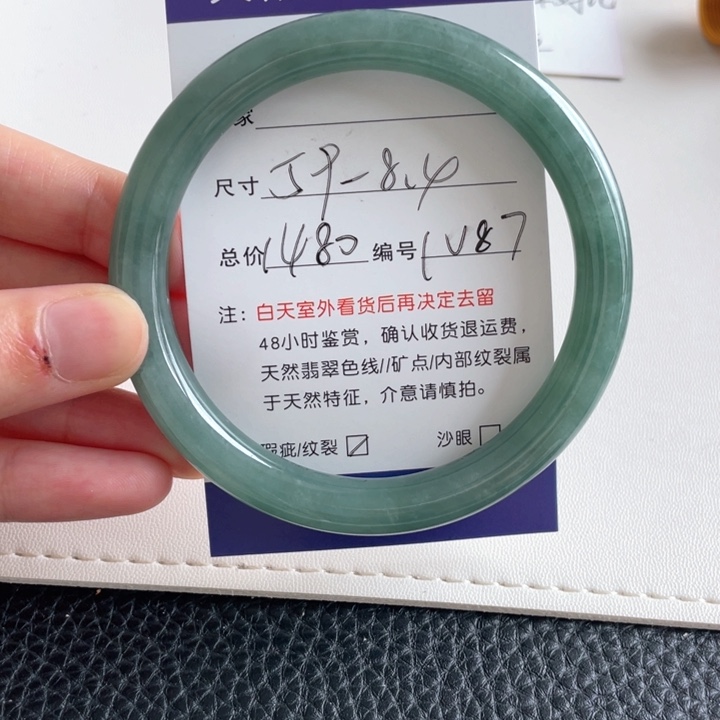 家
尺寸 59-8.4
总价 1480 编号 1V87
注：白天室外看货后再决定去留
48小时鉴赏，确认收货退运费，
天然翡翠色线//矿点/内部纹裂属
于天然特征，介意请慎拍。
瑕疵/纹裂 沙眼